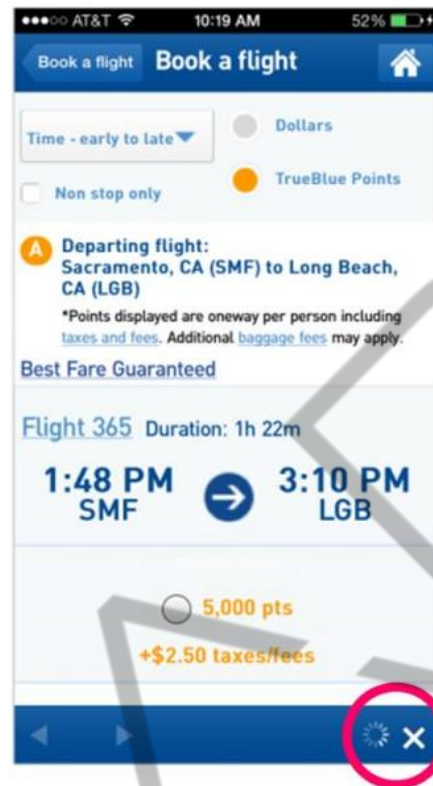 AT&T 10:19 AM 52%
Book a flight Book a flight
Time - early to late
Dollars
TrueBlue Points
Non stop only
A Departing flight:
Sacramento, CA (SMF) to Long Beach,
CA (LGB)
*Points displayed are oneway per person including
taxes and fees. Additional baggage fees may apply.
Best Fare Guaranteed
Flight 365 Duration: 1h 22m
1:48 PM 3:10 PM
SMF LGB
5,000 pts
+$2.50 taxes/fees